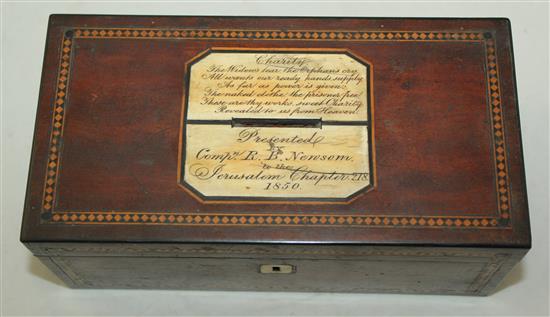 Charity
The Widows tear the Orphans cry
All wants our ready hands supply
As far as power is given
The naked clothe the prisoner free
These are thy works, sweet Charity
Revealed to us from Heaven
Presented
by
Compn. R. B. Newsom,
to the
Jerusalem Chapter. 218.
1850.